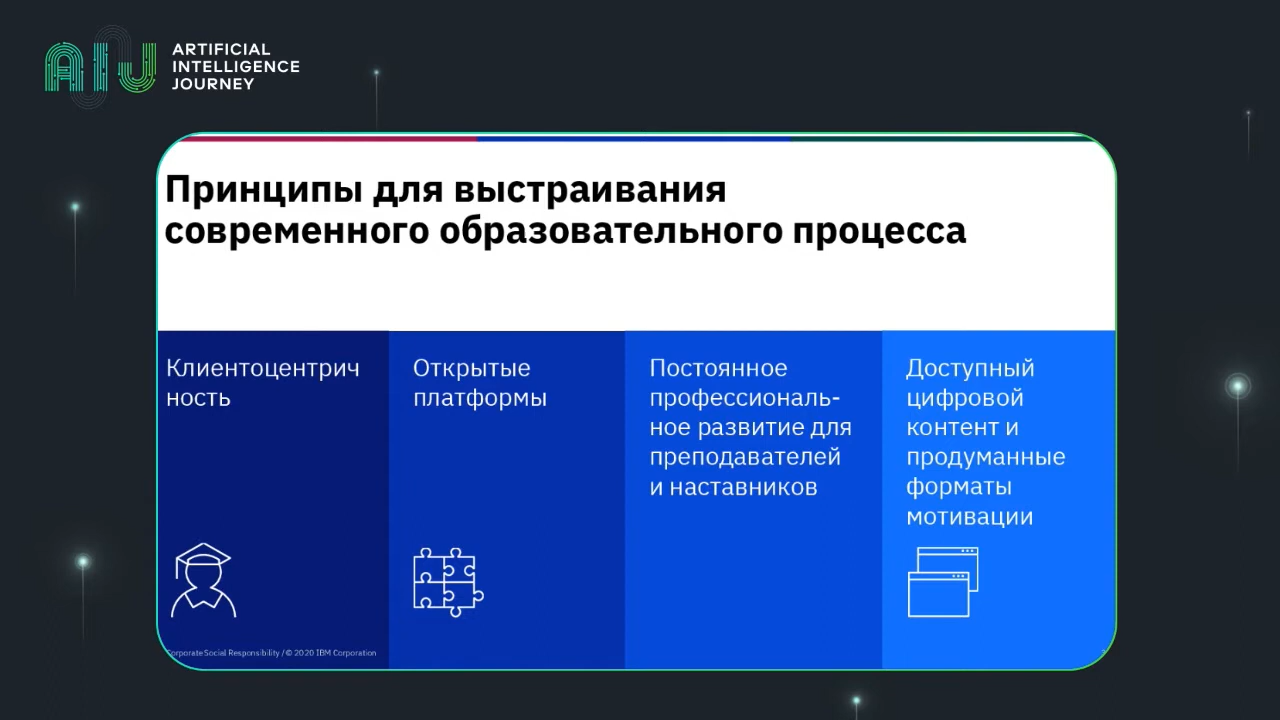 ARTIFICIAL
INTELLIGENCE
JOURNEY
Принципы для выстраивания
современного образовательного процесса
Клиентоцентрич
ность
Открытые
платформы
Постоянное
профессиональ-
ное развитие для
преподавателей
и наставников
Доступный
цифровой
контент и
продуманные
форматы
мотивации
Corporate Social Responsibility / © 2020 IBM Corporation